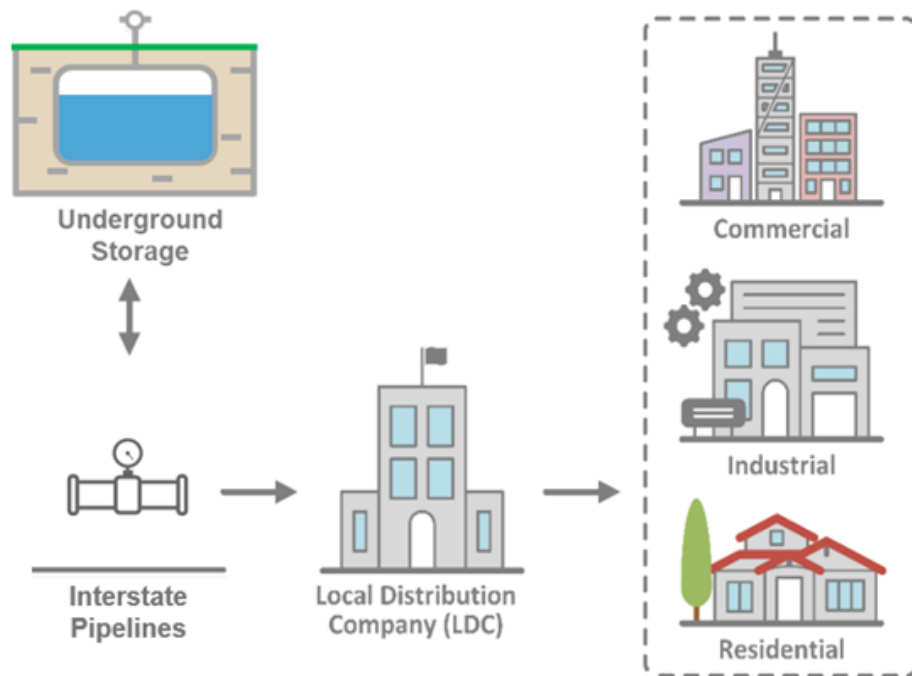 Underground
Storage
Interstate
Pipelines
Local Distribution
Company (LDC)
Commercial
Industrial
Residential